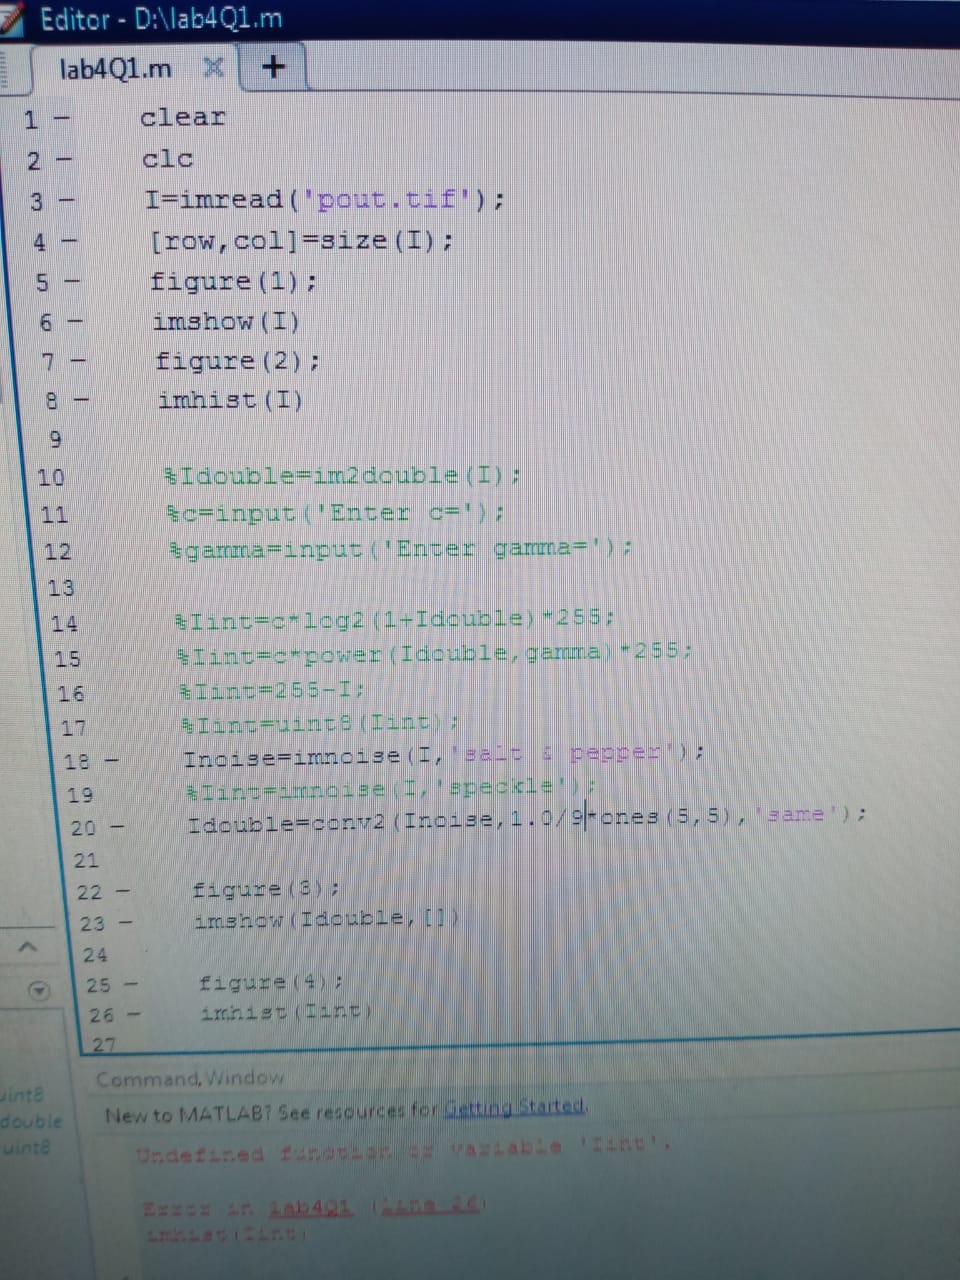 Editor - D:\lab4Q1.m
lab4Q1.m × +
1 - clear
2 - clc
3 - I=imread('pout.tif');
4 - [row,col]=size(I);
5 - figure(1);
6 - imshow(I)
7 - figure(2);
8 - imhist(I)
9
10 %Idouble=im2double(I);
11 %c=input('Enter c=');
12 %gamma=input('Enter gamma=');
13
14 %Iint=c*log2(1+Idouble)*255;
15 %Iint=c*power(Idouble,gamma)*255;
16 %Iint=255-I;
17 %Iint=uint8(Iint);
18 - Inoise=imnoise(I,'salt & pepper');
19 %Iint=imnoise(I,'speckle');
20 - Idouble=conv2(Inoise,1.0/9*ones(5,5),'same');
21
22 - figure(3);
23 - imshow(Idouble,[])
24
25 - figure(4);
26 - imhist(Iint)
27
Command Window
New to MATLAB? See resources for Getting Started.
uint8
double
uint8
Undefined function or variable 'Iint'.
Error in lab4Q1 (line 26)
imhist(Iint)